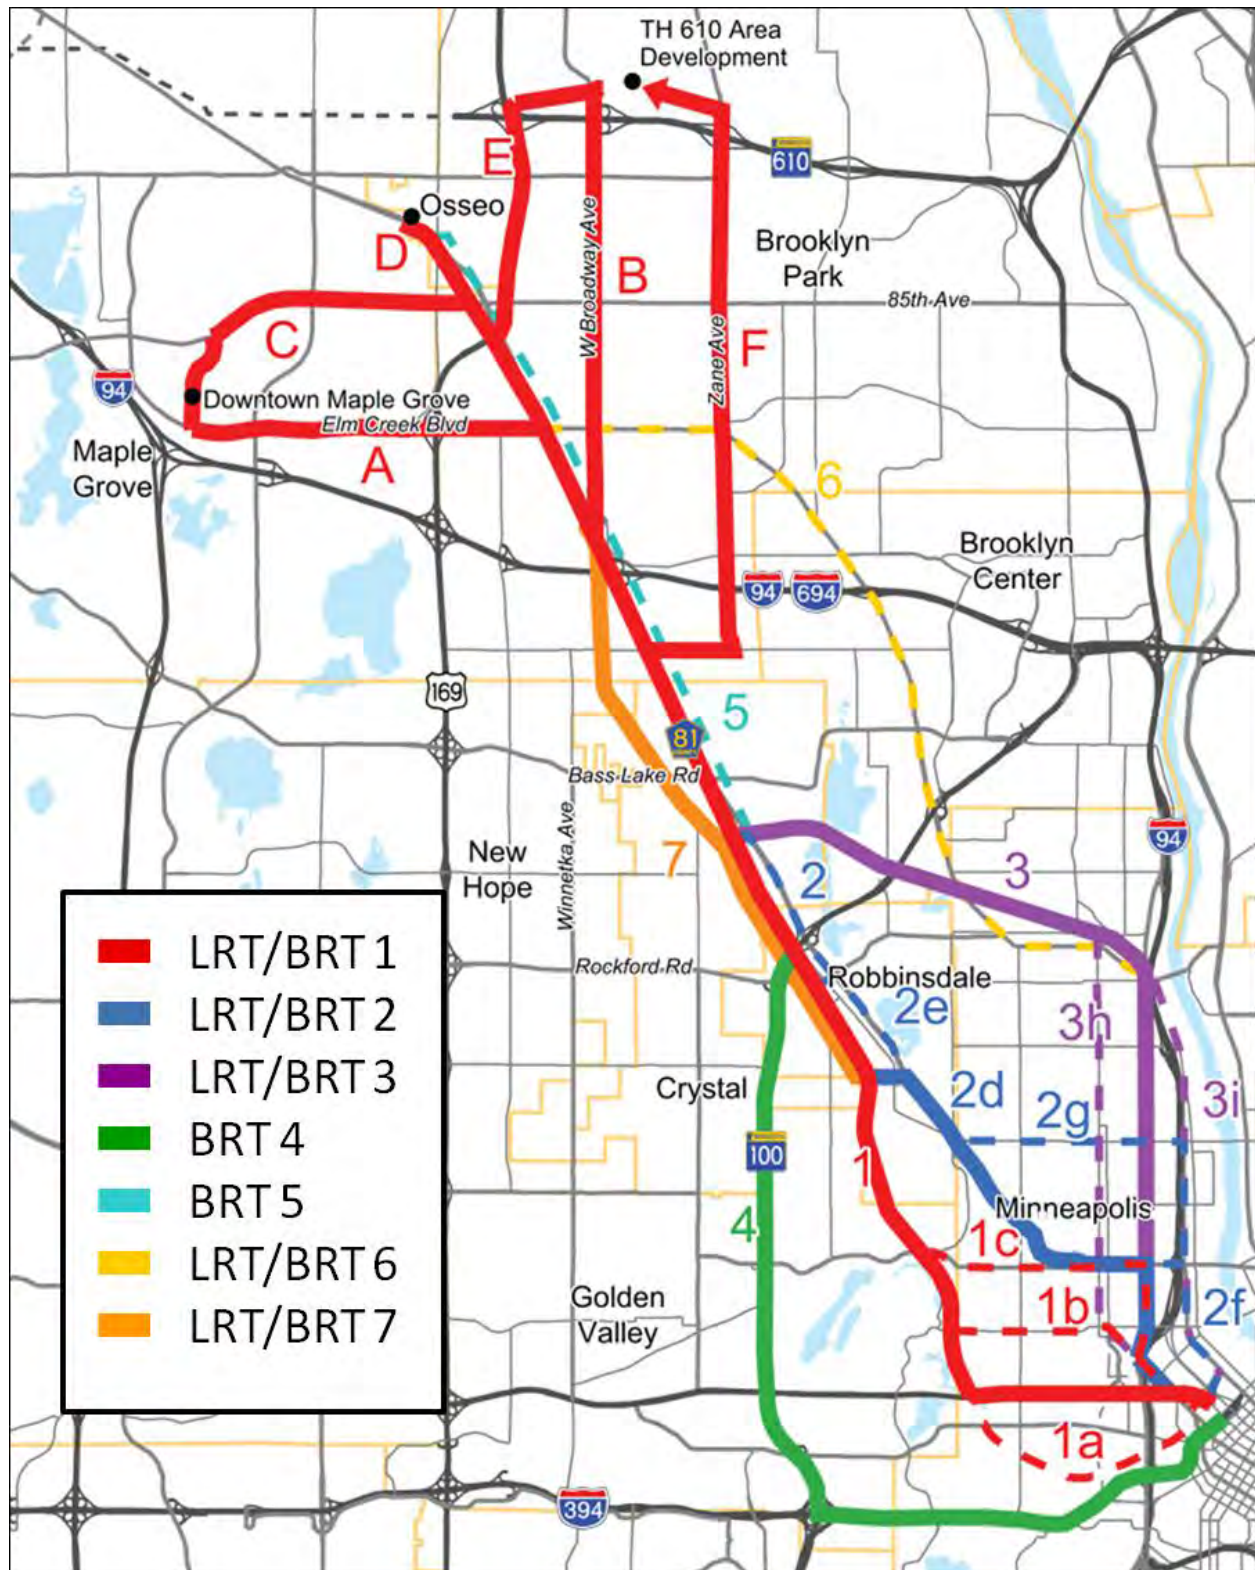 TH 610 Area
Development
E
610
Osseo
D
W Broadway Ave
B
Brooklyn
Park
85th Ave
C
Zane Ave
F
94
Downtown Maple Grove
Elm Creek Blvd
Maple
Grove
A
6
Brooklyn
Center
94
694
169
5
81
Bass Lake Rd
94
New
Hope
Winnetka Ave
7
2
3
Rockford Rd
Robbinsdale
2e
3h
Crystal
2d
2g
3i
100
1
4
Minneapolis
1c
Golden
Valley
1b
2f
1a
394
LRT/BRT 1
LRT/BRT 2
LRT/BRT 3
BRT 4
BRT 5
LRT/BRT 6
LRT/BRT 7